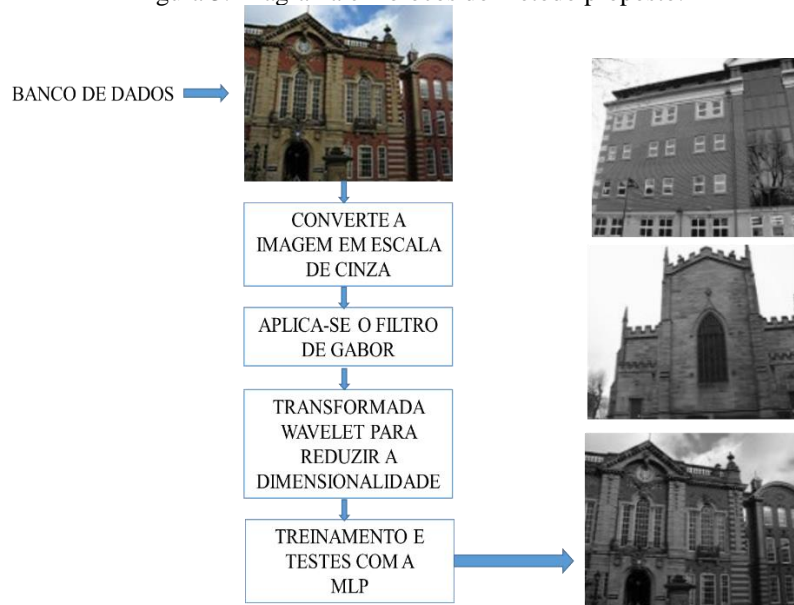 BANCO DE DADOS
CONVERTE A
IMAGEM EM ESCALA
DE CINZA
APLICA-SE O FILTRO
DE GABOR
TRANSFORMADA
WAVELET PARA
REDUZIR A
DIMENSIONALIDADE
TREINAMENTO E
TESTES COM A
MLP